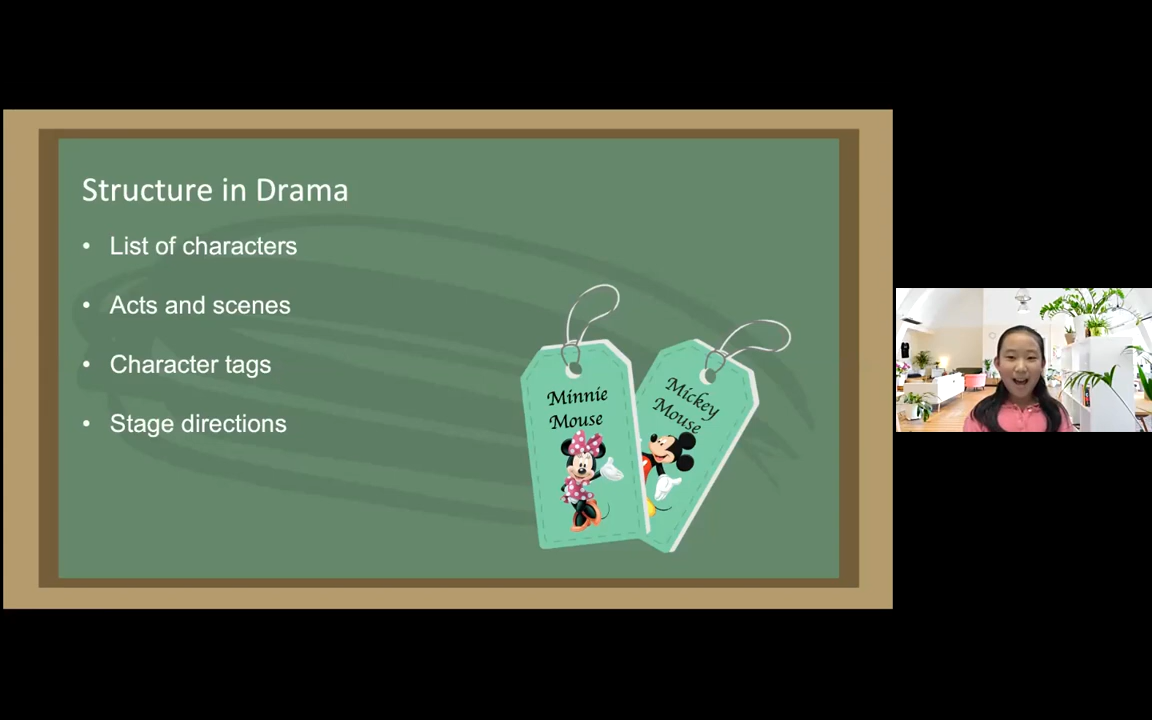 Structure in Drama
• List of characters
• Acts and scenes
• Character tags
• Stage directions
Minnie
Mouse
Mickey
Mouse